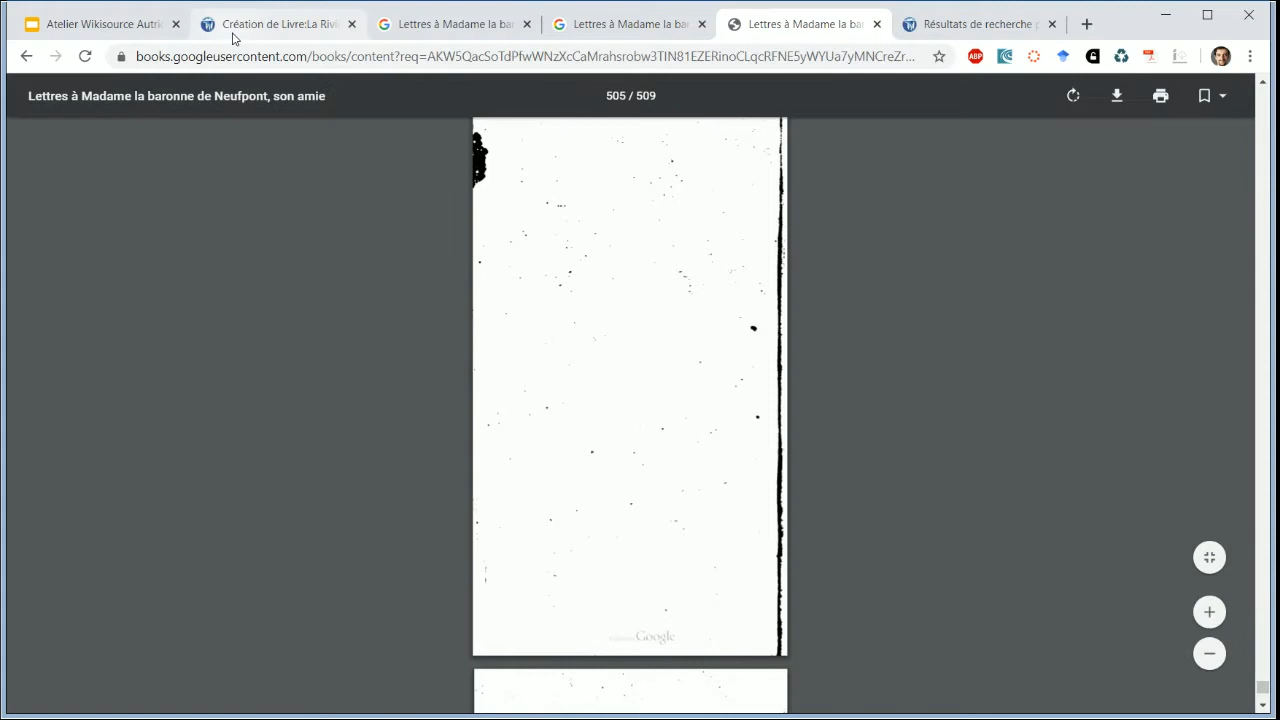 Atelier Wikisource Autri
Création de Livre:La Rivi
Lettres à Madame la ba
Lettres à Madame la ba
Lettres à Madame la ba
Résultats de recherche p
books.googleusercontent.com/books/content?req=AKW5QaeSoTdPfwWNzXcCaMrahsrobw3TIN81EZERinoCLqcRFNE5yWYUa7yMNCreZr...
ABP
Lettres à Madame la baronne de Neufpont, son amie
505 / 509
Google